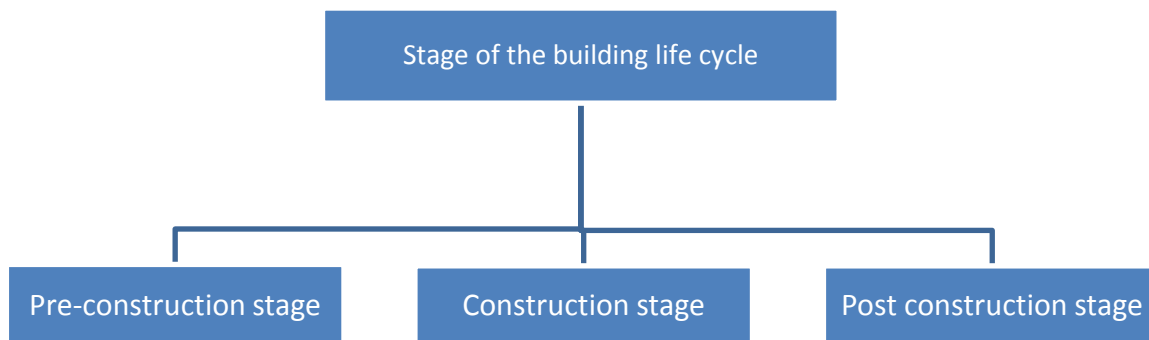 Stage of the building life cycle
Pre-construction stage
Construction stage
Post construction stage